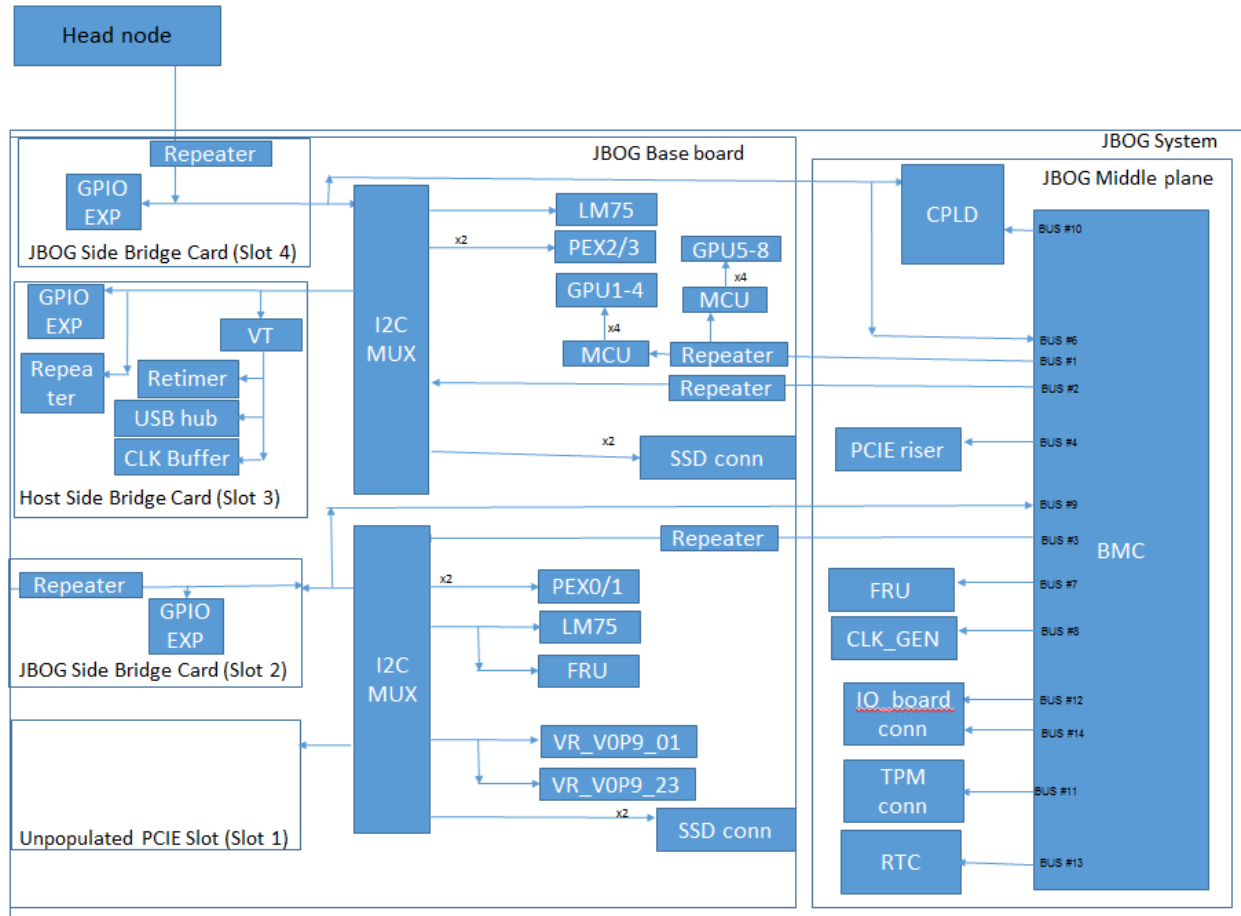 Head node
JBOG System
JBOG Base board
Repeater
GPIO
EXP
JBOG Side Bridge Card (Slot 4)
GPIO
EXP
VT
Repea
ter
Retimer
USB hub
CLK Buffer
Host Side Bridge Card (Slot 3)
Repeater
GPIO
EXP
JBOG Side Bridge Card (Slot 2)
Unpopulated PCIE Slot (Slot 1)
I2C
MUX
LM75
x2
PEX2/3
GPU5-8
x4
GPU1-4
MCU
x4
MCU
Repeater
Repeater
x2
SSD conn
I2C
MUX
Repeater
x2
PEX0/1
LM75
FRU
VR_V0P9_01
VR_V0P9_23
x2
SSD conn
JBOG Middle plane
CPLD
BUS #10
BUS #6
BUS #1
BUS #2
PCIE riser
BUS #4
BUS #9
BUS #3
BMC
FRU
BUS #7
CLK_GEN
BUS #8
IO_board
conn
BUS #12
BUS #14
TPM
conn
BUS #11
RTC
BUS #13